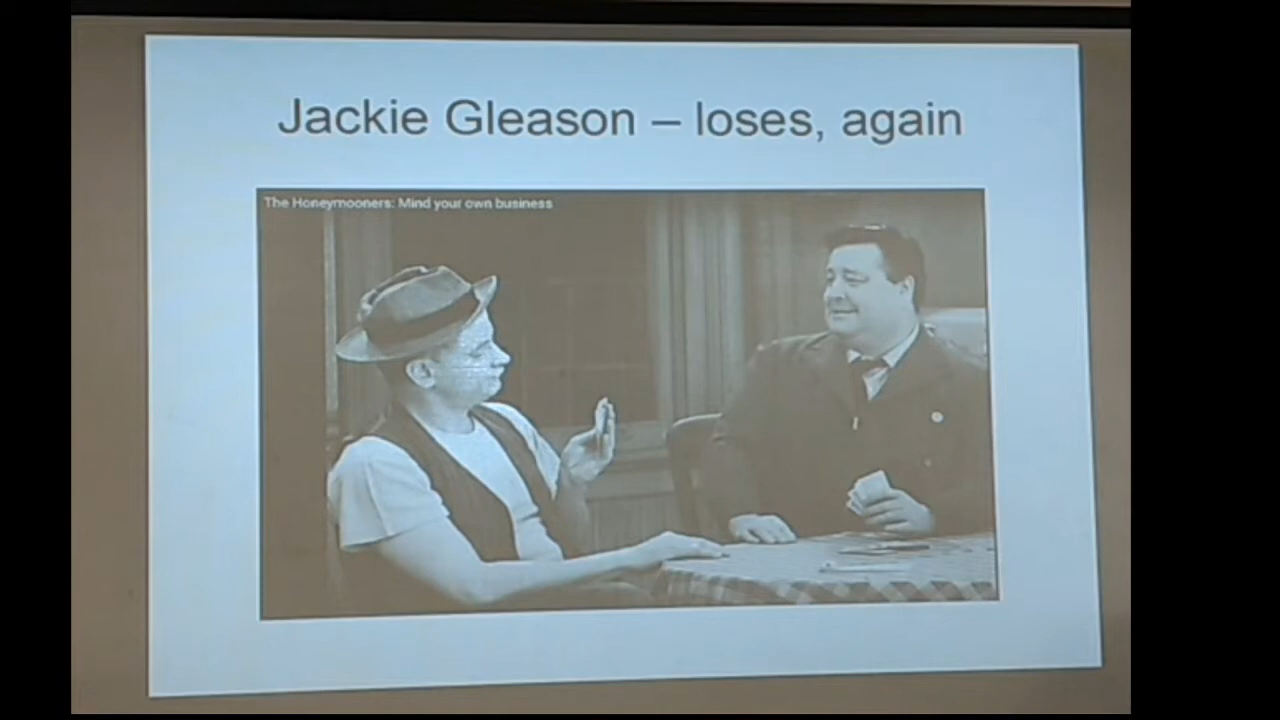 Jackie Gleason – loses, again
The Honeymooners: Mind your own business